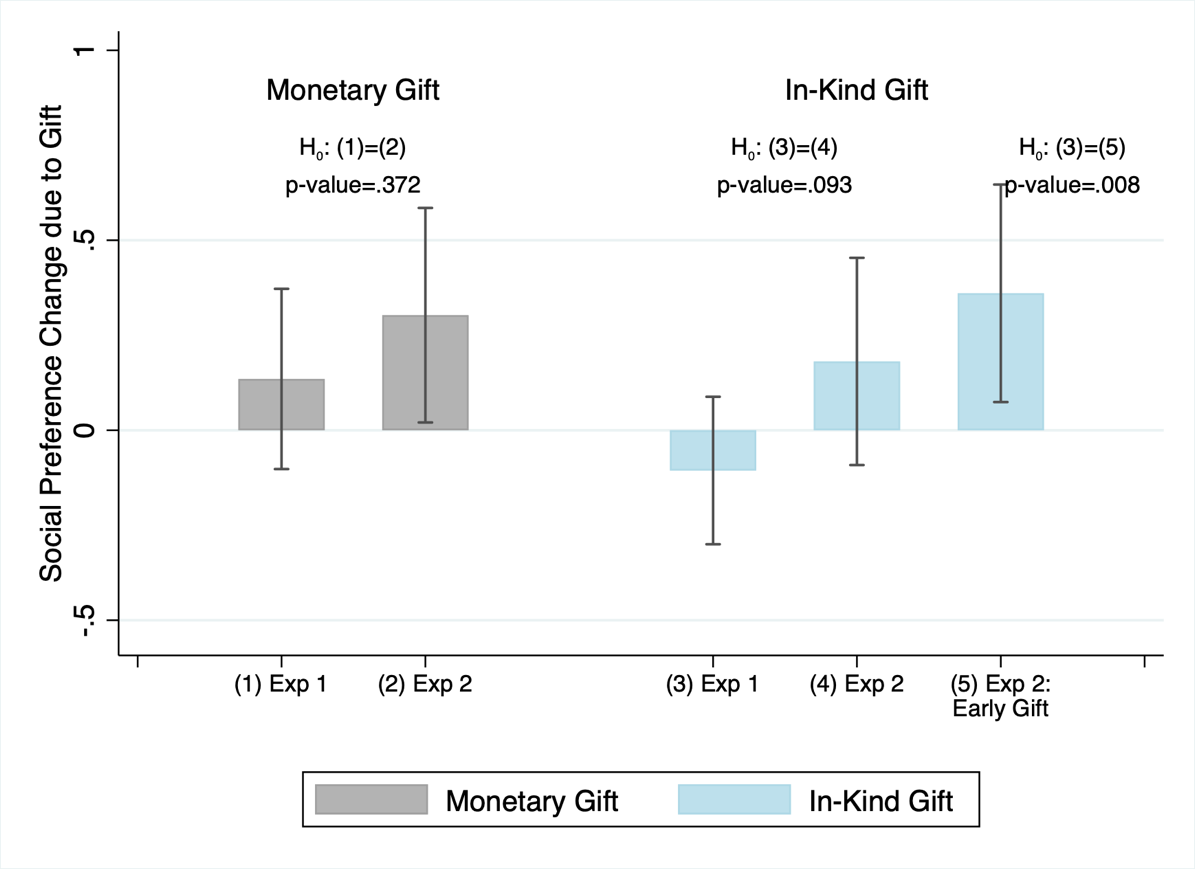 Monetary Gift
In-Kind Gift
H₀: (1)=(2)
p-value=.372
H₀: (3)=(4)
p-value=.093
H₀: (3)=(5)
p-value=.008
Social Preference Change due to Gift
1
.5
0
-.5
(1) Exp 1
(2) Exp 2
(3) Exp 1
(4) Exp 2
(5) Exp 2:
Early Gift
Monetary Gift
In-Kind Gift